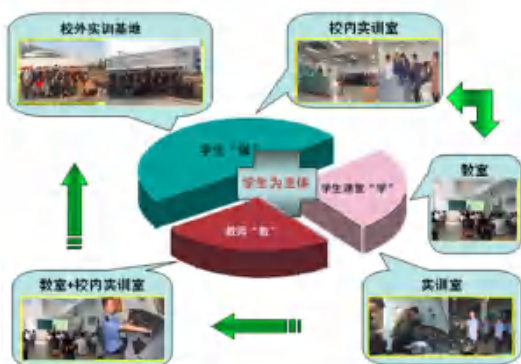 校外实训基地
校内实训室
学生“做”
学生为主体
学生课堂“学”
教室
教师“教”
教室+校内实训室
实训室